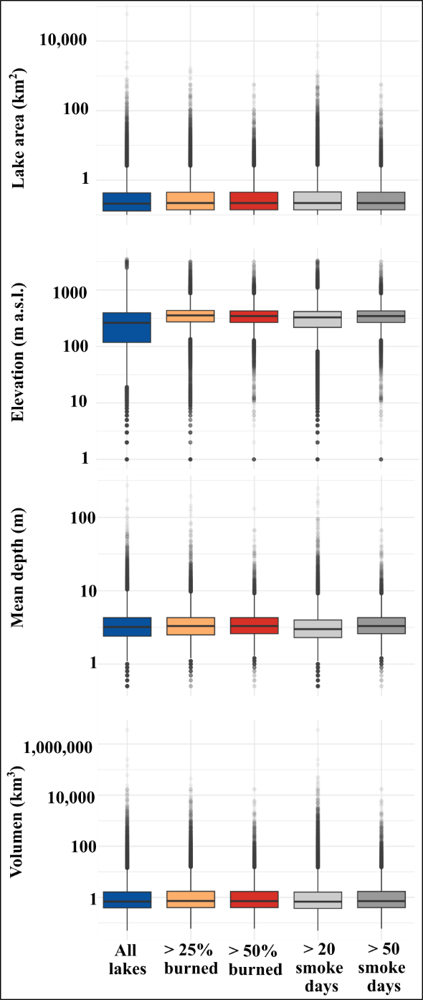 Lake area (km²)
10,000
100
1
Elevation (m a.s.l.)
1000
100
10
1
Mean depth (m)
100
10
1
Volumen (km³)
1,000,000
10,000
100
1
All
lakes
> 25%
burned
> 50%
burned
> 20
smoke
days
> 50
smoke
days